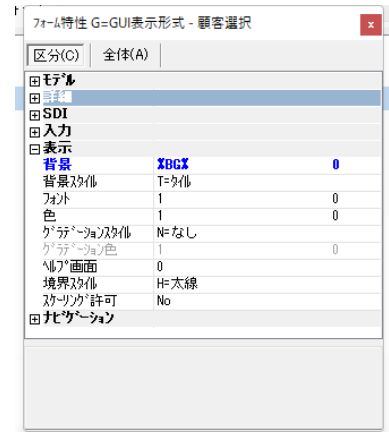 ﾌｫｰﾑ特性 G=GUI表示形式 - 顧客選択 x
区分(C) 全体(A)
ﾓﾃﾞﾙ
詳細
SDI
入力
表示
背景 %BG% 0
背景ｽﾀｲﾙ T=ﾀｲﾙ
ﾌｫﾝﾄ 1 0
色 1 0
ｸﾞﾗﾃﾞｰｼｮﾝｽﾀｲﾙ N=なし
ｸﾞﾗﾃﾞｰｼｮﾝ色 1 0
ﾍﾙﾌﾟ画面 0
境界ｽﾀｲﾙ H=太線
ｽｹｰﾘﾝｸﾞ許可 No
ﾅﾋﾞｹﾞｰｼｮﾝ